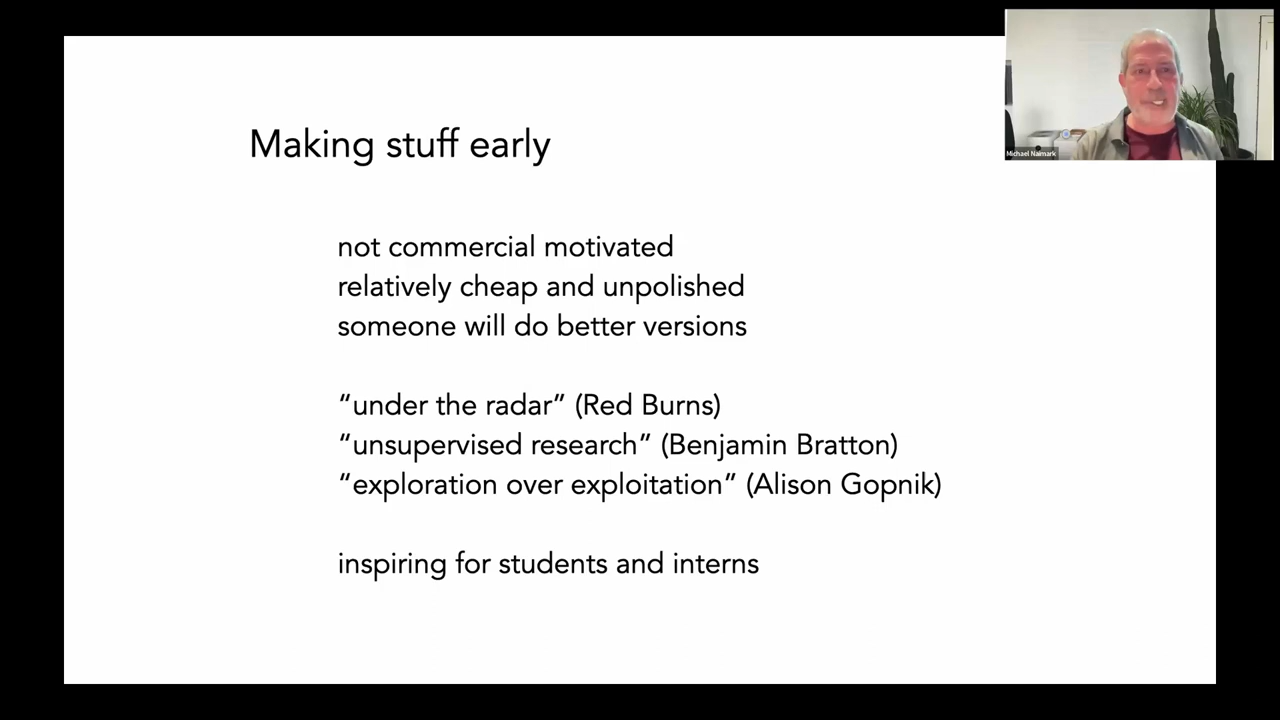 Making stuff early
not commercial motivated
relatively cheap and unpolished
someone will do better versions
“under the radar” (Red Burns)
“unsupervised research” (Benjamin Bratton)
“exploration over exploitation” (Alison Gopnik)
inspiring for students and interns
Michael Naimark